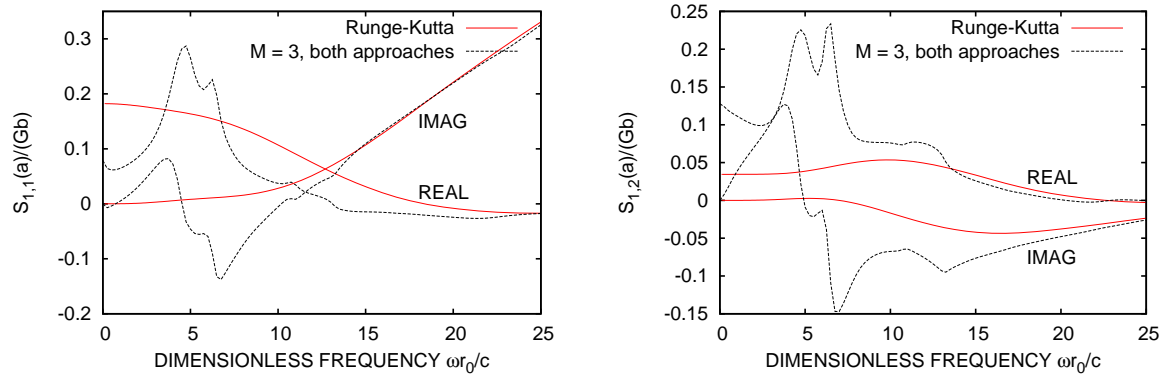 Runge-Kutta
M = 3, both approaches
0.3
0.2
0.1
0
-0.1
-0.2
S1,1(a)/(Gb)
IMAG
REAL
0 5 10 15 20 25
DIMENSIONLESS FREQUENCY ωr0/c
Runge-Kutta
M = 3, both approaches
0.25
0.2
0.15
0.1
0.05
0
-0.05
-0.1
-0.15
S1,2(a)/(Gb)
REAL
IMAG
0 5 10 15 20 25
DIMENSIONLESS FREQUENCY ωr0/c